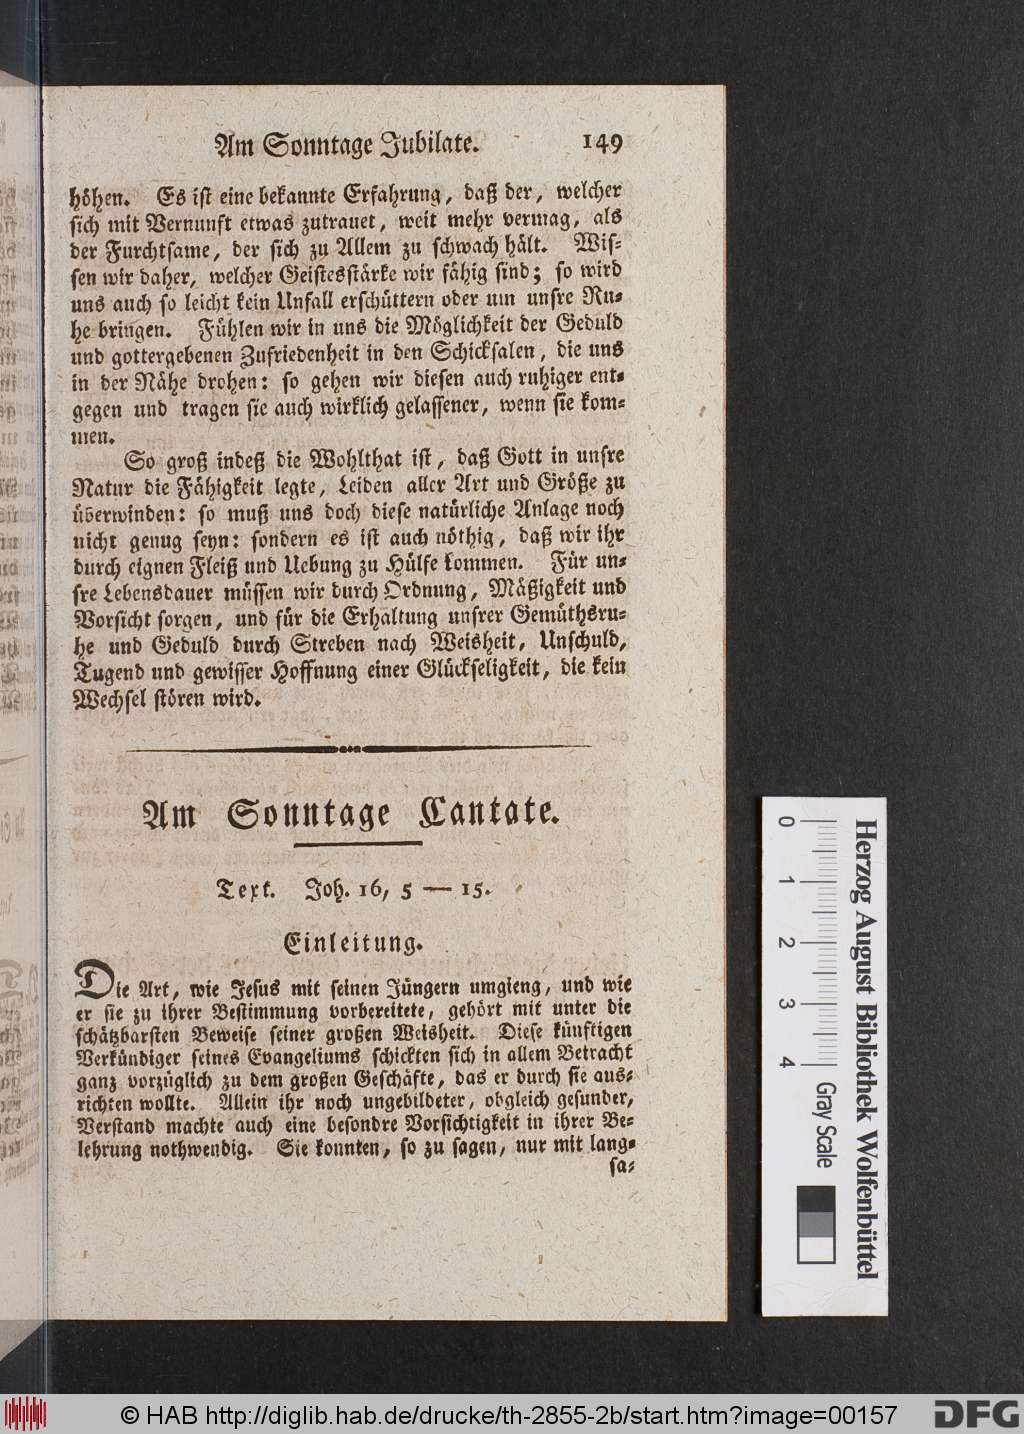 Am Sonntage Jubilate. 149
höhen. Es ist eine bekannte Erfahrung, daß der, welcher
sich mit Vernunft etwas zutrauet, weit mehr vermag, als
der Furchtsame, der sich zu Allem zu schwach hält. Wis-
sen wir daher, welcher Geistesstärke wir fähig sind; so wird
uns auch so leicht kein Unfall erschüttern oder um unsre Ru-
he bringen. Fühlen wir in uns die Möglichkeit der Geduld
und gottergebenen Zufriedenheit in den Schicksalen, die uns
in der Nähe drohen: so gehen wir diesen auch ruhiger ent-
gegen und tragen sie auch wirklich gelassener, wenn sie kom-
men.
So groß indeß die Wohlthat ist, daß Gott in unsre
Natur die Fähigkeit legte, Leiden aller Art und Größe zu
überwinden: so muß uns doch diese natürliche Anlage noch
nicht genug seyn: sondern es ist auch nöthig, daß wir ihr
durch eignen Fleiß und Uebung zu Hülfe kommen. Für un-
sre Lebensdauer müssen wir durch Ordnung, Mäßigkeit und
Vorsicht sorgen, und für die Erhaltung unsrer Gemüthsru-
he und Geduld durch Streben nach Weisheit, Unschuld,
Tugend und gewisser Hoffnung einer Glückseligkeit, die kein
Wechsel stören wird.
Am Sonntage Cantate.
Text. Joh. 16, 5 — 15.
Einleitung.
Die Art, wie Jesus mit seinen Jüngern umgieng, und wie
er sie zu ihrer Bestimmung vorbereitete, gehört mit unter die
schätzbarsten Beweise seiner großen Weisheit. Diese künftigen
Verkündiger seines Evangeliums schickten sich in allem Betracht
ganz vorzüglich zu dem großen Geschäfte, das er durch sie aus-
richten wollte. Allein ihr noch ungebildeter, obgleich gesunder,
Verstand machte auch eine besondre Vorsichtigkeit in ihrer Be-
lehrung nothwendig. Sie konnten, so zu sagen, nur mit lang-
sa-
0 1 2 3 4 Gray Scale
Herzog August Bibliothek Wolfenbüttel
© HAB http://diglib.hab.de/drucke/th-2855-2b/start.htm?image=00157
DFG